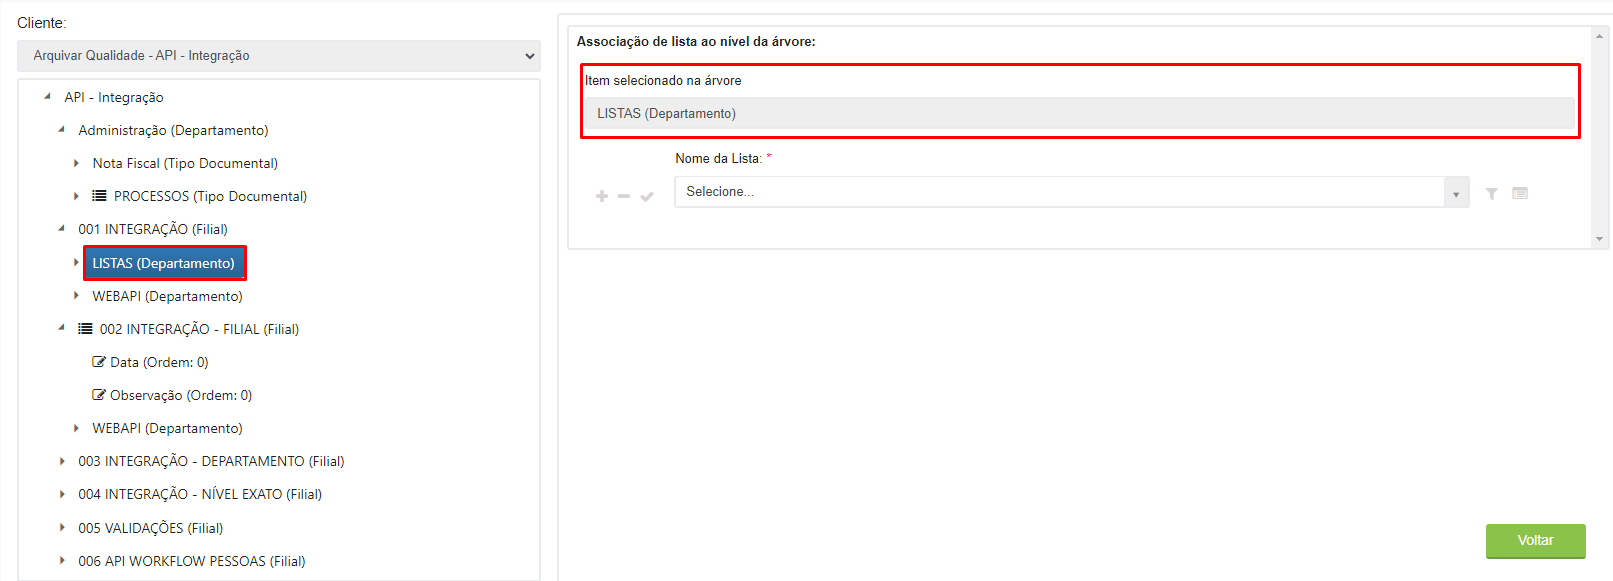 Cliente:
Arquivar Qualidade - API - Integração
API - Integração
Administração (Departamento)
Nota Fiscal (Tipo Documental)
PROCESSOS (Tipo Documental)
001 INTEGRAÇÃO (Filial)
LISTAS (Departamento)
WEBAPI (Departamento)
002 INTEGRAÇÃO - FILIAL (Filial)
Data (Ordem: 0)
Observação (Ordem: 0)
WEBAPI (Departamento)
003 INTEGRAÇÃO - DEPARTAMENTO (Filial)
004 INTEGRAÇÃO - NÍVEL EXATO (Filial)
005 VALIDAÇÕES (Filial)
006 API WORKFLOW PESSOAS (Filial)
Associação de lista ao nível da árvore:
Item selecionado na árvore
LISTAS (Departamento)
Nome da Lista: *
Selecione...
Voltar